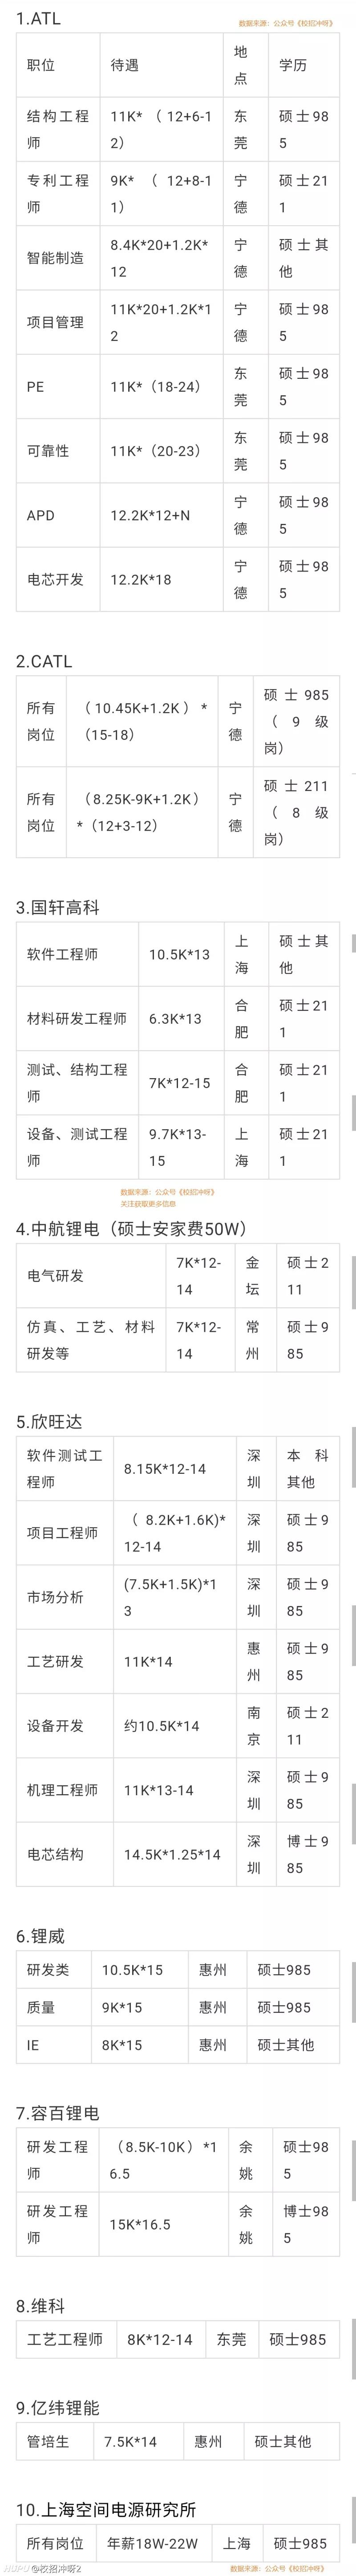 1.ATL
数据来源：公众号《校招冲呀》
职位 待遇 地点 学历
结构工程师 11K*（12+6-12） 东莞 硕士985
专利工程师 9K*（12+8-11） 宁德 硕士211
智能制造 8.4K*20+1.2K*12 宁德 硕士其他
项目管理 11K*20+1.2K*12 宁德 硕士985
PE 11K*（18-24） 东莞 硕士985
可靠性 11K*（20-23） 东莞 硕士985
APD 12.2K*12+N 宁德 硕士985
电芯开发 12.2K*18 宁德 硕士985
2.CATL
所有岗位 （10.45K+1.2K）*（15-18） 宁德 硕士985（9级岗）
所有岗位 （8.25K-9K+1.2K）*（12+3-12） 宁德 硕士211（8级岗）
3.国轩高科
软件工程师 10.5K*13 上海 硕士其他
材料研发工程师 6.3K*13 合肥 硕士211
测试、结构工程师 7K*12-15 合肥 硕士211
设备、测试工程师 9.7K*13-15 上海 硕士211
数据来源：公众号《校招冲呀》
关注获取更多信息
4.中航锂电（硕士安家费50W）
电气研发 7K*12-14 金坛 硕士211
仿真、工艺、材料研发等 7K*12-14 常州 硕士985
5.欣旺达
软件测试工程师 8.15K*12-14 深圳 本科其他
项目工程师 （8.2K+1.6K)*12-14 深圳 硕士985
市场分析 (7.5K+1.5K)*13 深圳 硕士985
工艺研发 11K*14 惠州 硕士985
设备开发 约10.5K*14 南京 硕士211
机理工程师 11K*13-14 深圳 硕士985
电芯结构 14.5K*1.25*14 深圳 博士985
6.锂威
研发类 10.5K*15 惠州 硕士985
质量 9K*15 惠州 硕士985
IE 8K*15 惠州 硕士其他
7.容百锂电
研发工程师 （8.5K-10K）*16.5 余姚 硕士985
研发工程师 15K*16.5 余姚 博士985
8.维科
工艺工程师 8K*12-14 东莞 硕士985
9.亿纬锂能
管培生 7.5K*14 惠州 硕士其他
10.上海空间电源研究所
所有岗位 年薪18W-22W 上海 硕士985
HUPU @校招冲呀2
数据来源：公众号《校招冲呀》